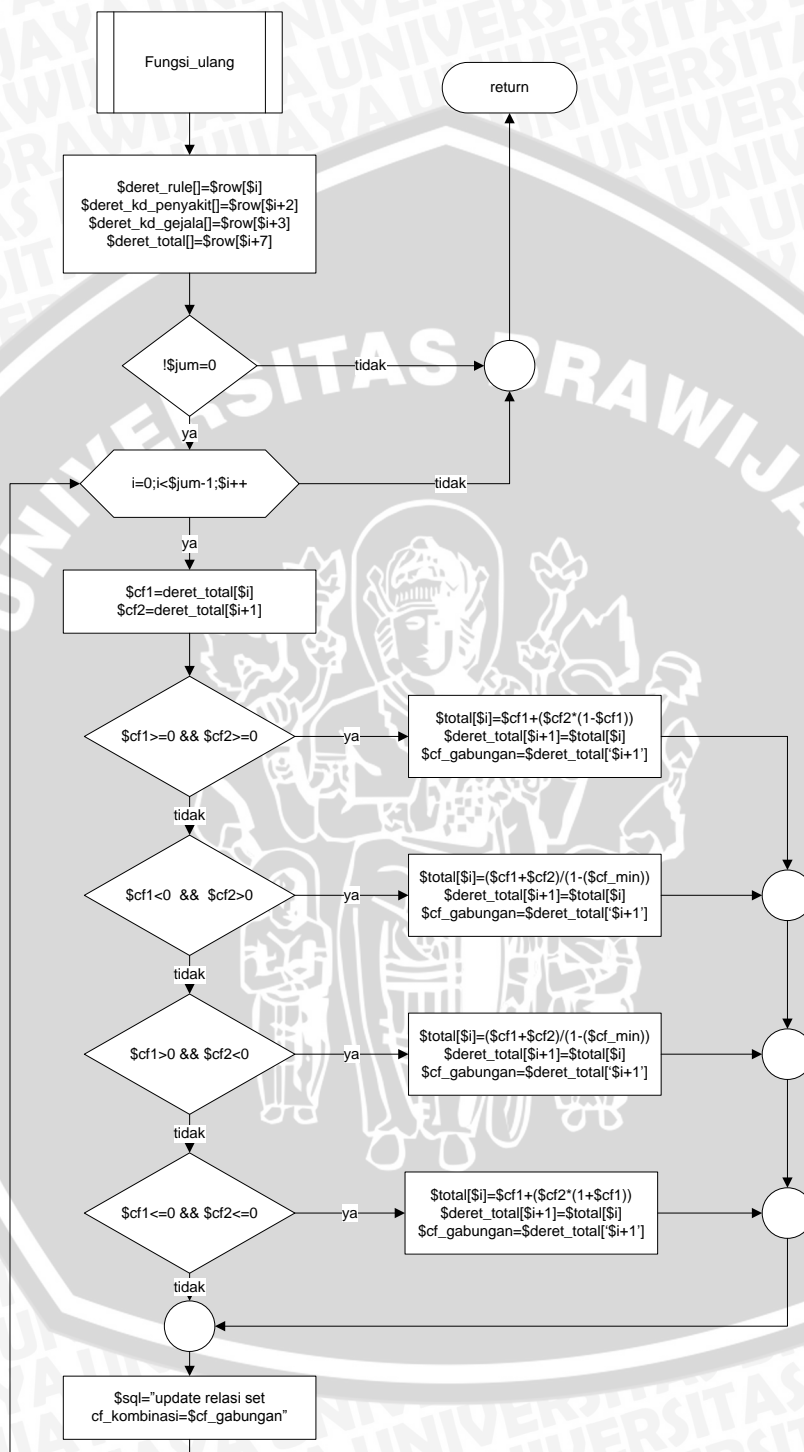 Fungsi_ulang
return
$deret_rule[]=$row[$i]
$deret_kd_penyakit[]=$row[$i+2]
$deret_kd_gejala[]=$row[$i+3]
$deret_total[]=$row[$i+7]
!$jum=0
tidak
ya
i=0;i<$jum-1;$i++
tidak
ya
$cf1=deret_total[$i]
$cf2=deret_total[$i+1]
$cf1>=0 && $cf2>=0
ya
$total[$i]=$cf1+($cf2*(1-$cf1))
$deret_total[$i+1]=$total[$i]
$cf_gabungan=$deret_total[‘$i+1’]
tidak
$cf1<0 && $cf2>0
ya
$total[$i]=($cf1+$cf2)/(1-($cf_min))
$deret_total[$i+1]=$total[$i]
$cf_gabungan=$deret_total[‘$i+1’]
tidak
$cf1>0 && $cf2<0
ya
$total[$i]=($cf1+$cf2)/(1-($cf_min))
$deret_total[$i+1]=$total[$i]
$cf_gabungan=$deret_total[‘$i+1’]
tidak
$cf1<=0 && $cf2<=0
ya
$total[$i]=$cf1+($cf2*(1+$cf1))
$deret_total[$i+1]=$total[$i]
$cf_gabungan=$deret_total[‘$i+1’]
tidak
$sql=”update relasi set
cf_kombinasi=$cf_gabungan”
UNIVERSITAS BRAWIJA